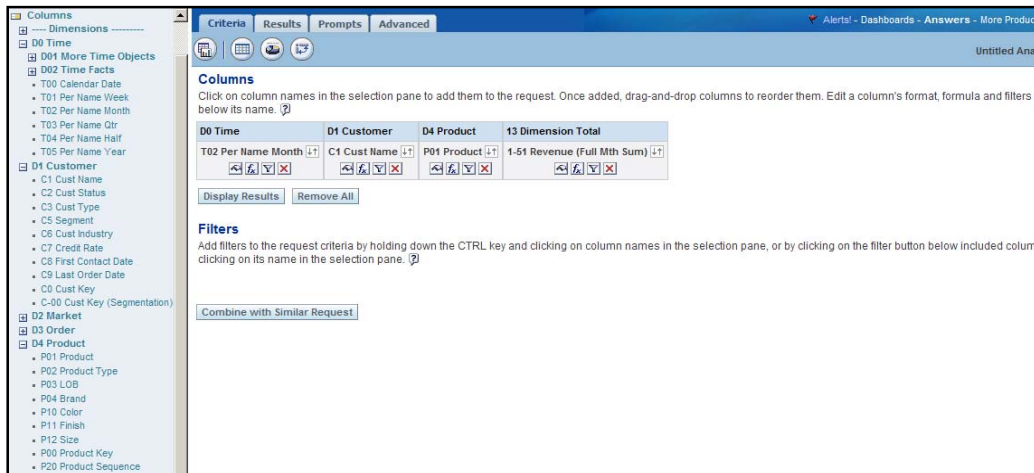 Columns
---- Dimensions ---------
D0 Time
D01 More Time Objects
D02 Time Facts
T00 Calendar Date
T01 Per Name Week
T02 Per Name Month
T03 Per Name Qtr
T04 Per Name Half
T05 Per Name Year
D1 Customer
C1 Cust Name
C2 Cust Status
C3 Cust Type
C5 Segment
C6 Cust Industry
C7 Credit Rate
C8 First Contact Date
C9 Last Order Date
C0 Cust Key
C-00 Cust Key (Segmentation)
D2 Market
D3 Order
D4 Product
P01 Product
P02 Product Type
P03 LOB
P04 Brand
P10 Color
P11 Finish
P12 Size
P00 Product Key
P20 Product Sequence
Criteria Results Prompts Advanced
Alerts! - Dashboards - Answers - More Produc
Untitled Ana
Columns
Click on column names in the selection pane to add them to the request. Once added, drag-and-drop columns to reorder them. Edit a column's format, formula and filters
below its name. ?
D0 Time D1 Customer D4 Product 13 Dimension Total
T02 Per Name Month C1 Cust Name P01 Product 1-51 Revenue (Full Mth Sum)
Display Results Remove All
Filters
Add filters to the request criteria by holding down the CTRL key and clicking on column names in the selection pane, or by clicking on the filter button below included colum
clicking on its name in the selection pane. ?
Combine with Similar Request